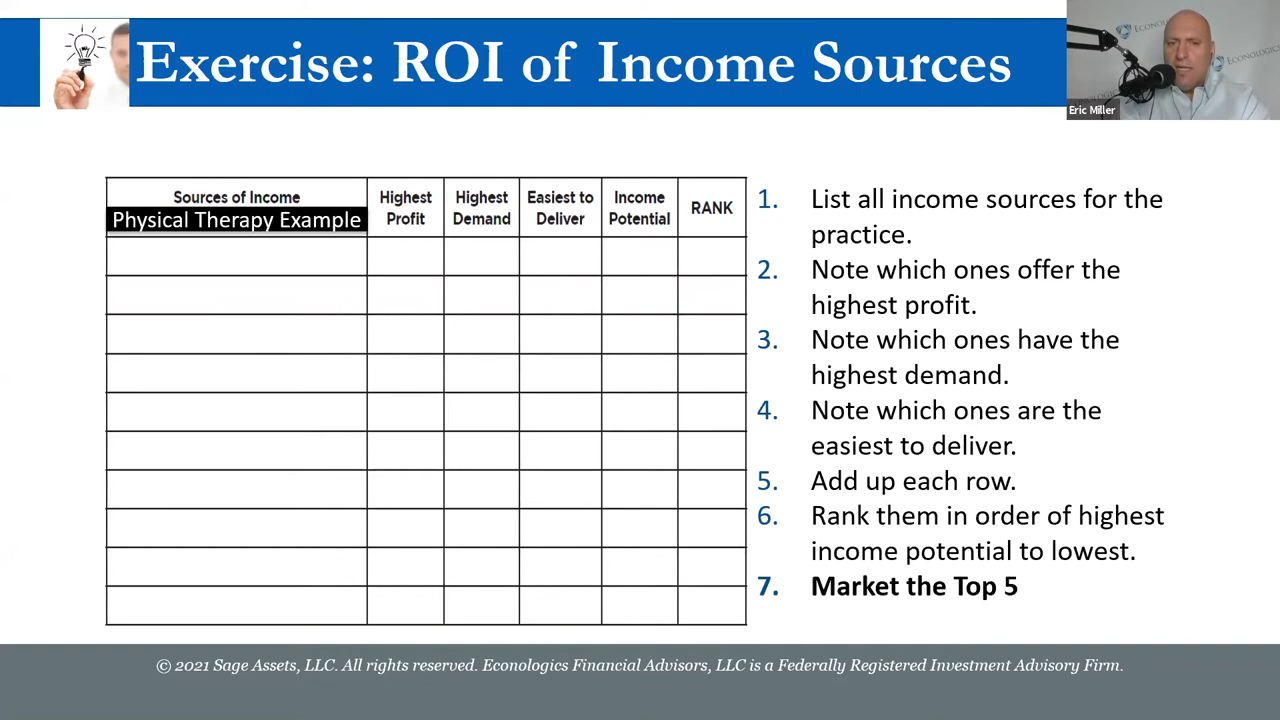 Exercise: ROI of Income Sources
ECONOLOGIC
ECONOLOGIC
Eric Miller
Sources of Income
Physical Therapy Example
Highest Profit
Highest Demand
Easiest to Deliver
Income Potential
RANK
1. List all income sources for the
practice.
2. Note which ones offer the
highest profit.
3. Note which ones have the
highest demand.
4. Note which ones are the
easiest to deliver.
5. Add up each row.
6. Rank them in order of highest
income potential to lowest.
7. Market the Top 5
© 2021 Sage Assets, LLC. All rights reserved. Econologics Financial Advisors, LLC is a Federally Registered Investment Advisory Firm.